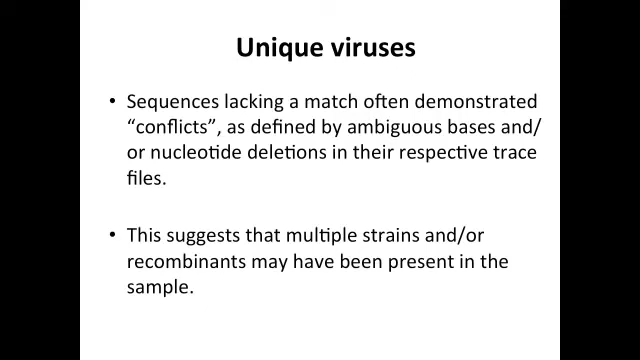 Unique viruses
• Sequences lacking a match often demonstrated
“conflicts”, as defined by ambiguous bases and/
or nucleotide deletions in their respective trace
files.
• This suggests that multiple strains and/or
recombinants may have been present in the
sample.